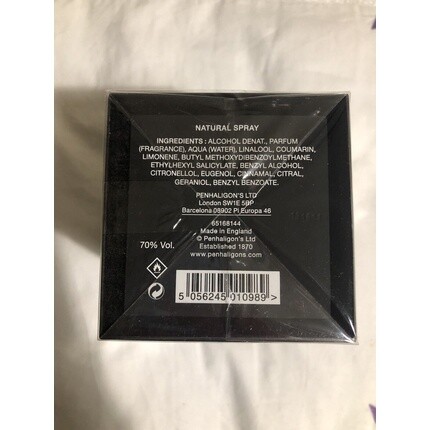 NATURAL SPRAY
INGREDIENTS : ALCOHOL DENAT., PARFUM
(FRAGRANCE), AQUA (WATER), LINALOOL, COUMARIN,
LIMONENE, BUTYL METHOXYDIBENZOYLMETHANE,
ETHYLHEXYL SALICYLATE, BENZYL ALCOHOL,
CITRONELLOL, EUGENOL, CINNAMAL, CITRAL,
GERANIOL, BENZYL BENZOATE.
PENHALIGON'S LTD
London SW1E 5BP
Barcelona 08902 Pl Europa 46
65168144
Made in England
© Penhaligon's Ltd
Established 1870
www.penhaligons.com
70% Vol.
5 056245 010989 >